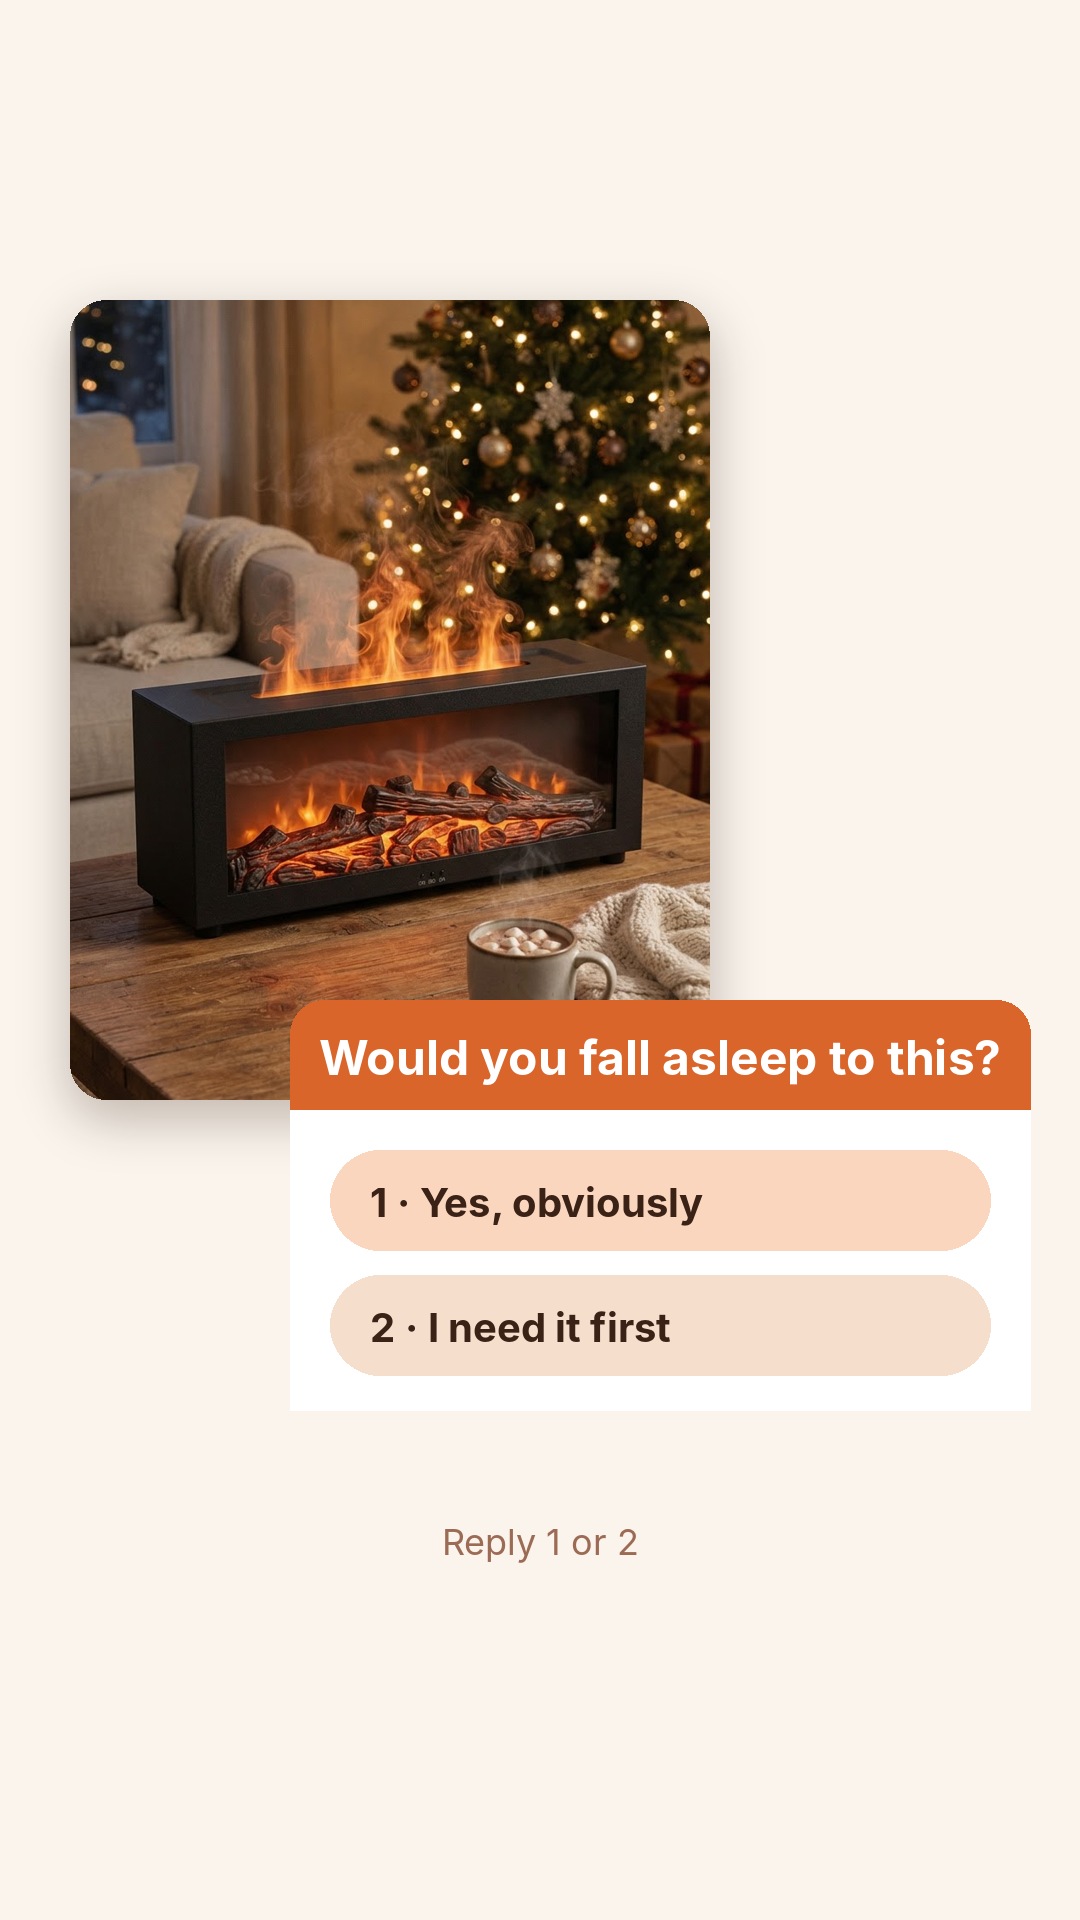 Would you fall asleep to this?
1 · Yes, obviously
2 · I need it first
Reply 1 or 2